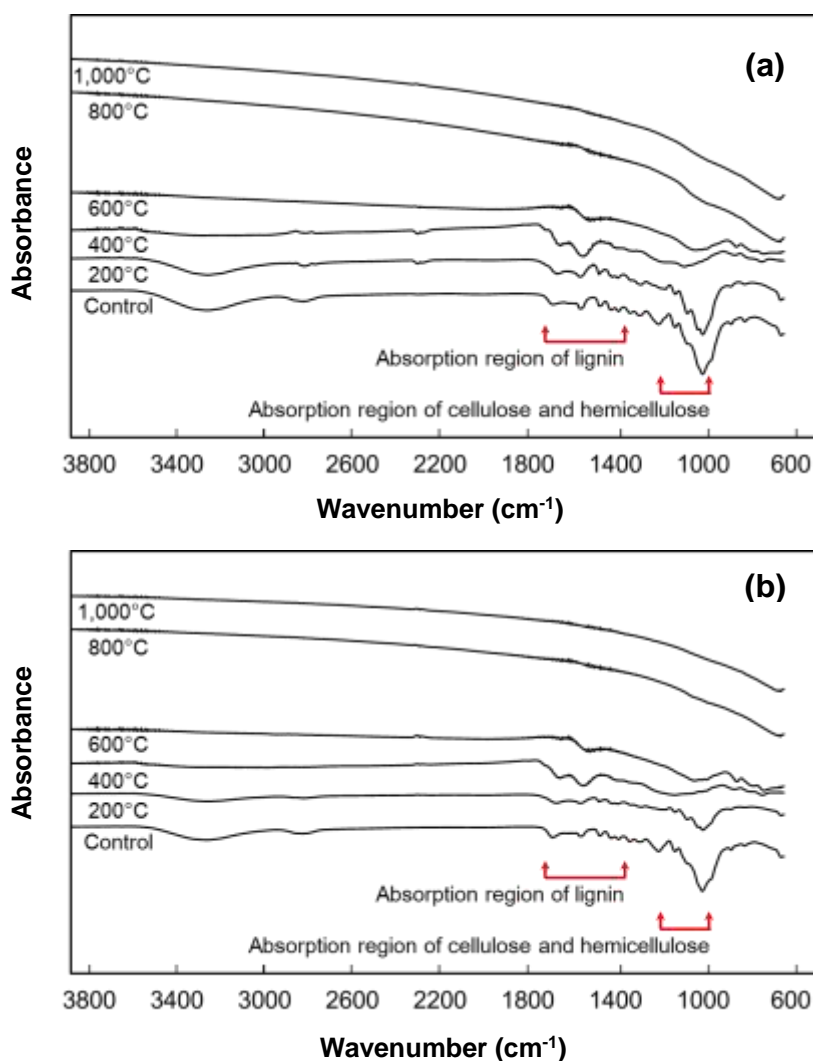 (a)
1,000°C
800°C
600°C
400°C
200°C
Control
Absorption region of lignin
Absorption region of cellulose and hemicellulose
Absorbance
3800 3400 3000 2600 2200 1800 1400 1000 600
Wavenumber (cm-1)
(b)
1,000°C
800°C
600°C
400°C
200°C
Control
Absorption region of lignin
Absorption region of cellulose and hemicellulose
Absorbance
3800 3400 3000 2600 2200 1800 1400 1000 600
Wavenumber (cm-1)